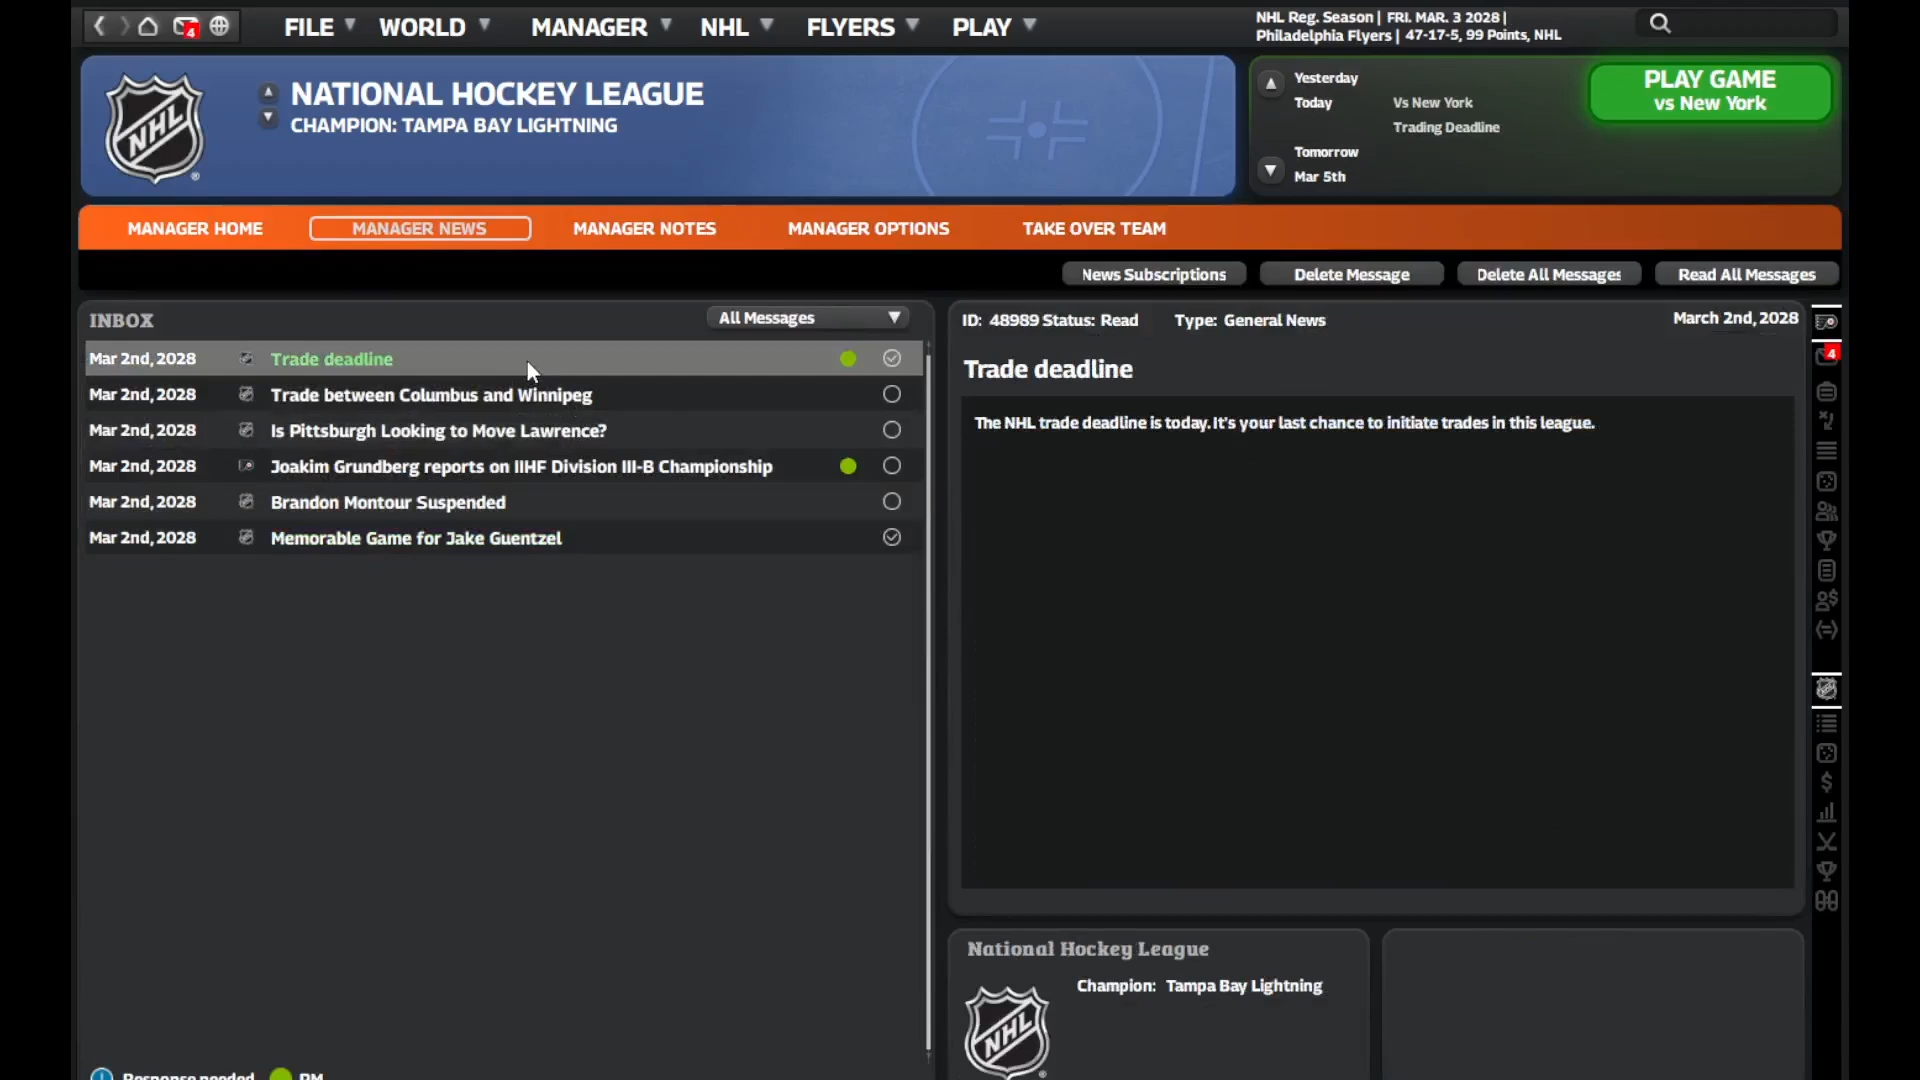 4
FILE
WORLD
MANAGER
NHL
FLYERS
PLAY
NHL Reg. Season | FRI. MAR. 3 2028 |
Philadelphia Flyers | 47-17-5, 99 Points, NHL
NHL
NATIONAL HOCKEY LEAGUE
CHAMPION: TAMPA BAY LIGHTNING
Yesterday
Today Vs New York
Trading Deadline
Tomorrow
Mar 5th
PLAY GAME
vs New York
MANAGER HOME
MANAGER NEWS
MANAGER NOTES
MANAGER OPTIONS
TAKE OVER TEAM
News Subscriptions
Delete Message
Delete All Messages
Read All Messages
INBOX
All Messages
Mar 2nd, 2028 Trade deadline
Mar 2nd, 2028 Trade between Columbus and Winnipeg
Mar 2nd, 2028 Is Pittsburgh Looking to Move Lawrence?
Mar 2nd, 2028 Joakim Grundberg reports on IIHF Division III-B Championship
Mar 2nd, 2028 Brandon Montour Suspended
Mar 2nd, 2028 Memorable Game for Jake Guentzel
Response needed
PM
ID: 48989 Status: Read Type: General News March 2nd, 2028
Trade deadline
The NHL trade deadline is today. It's your last chance to initiate trades in this league.
National Hockey League
Champion: Tampa Bay Lightning
NHL
4